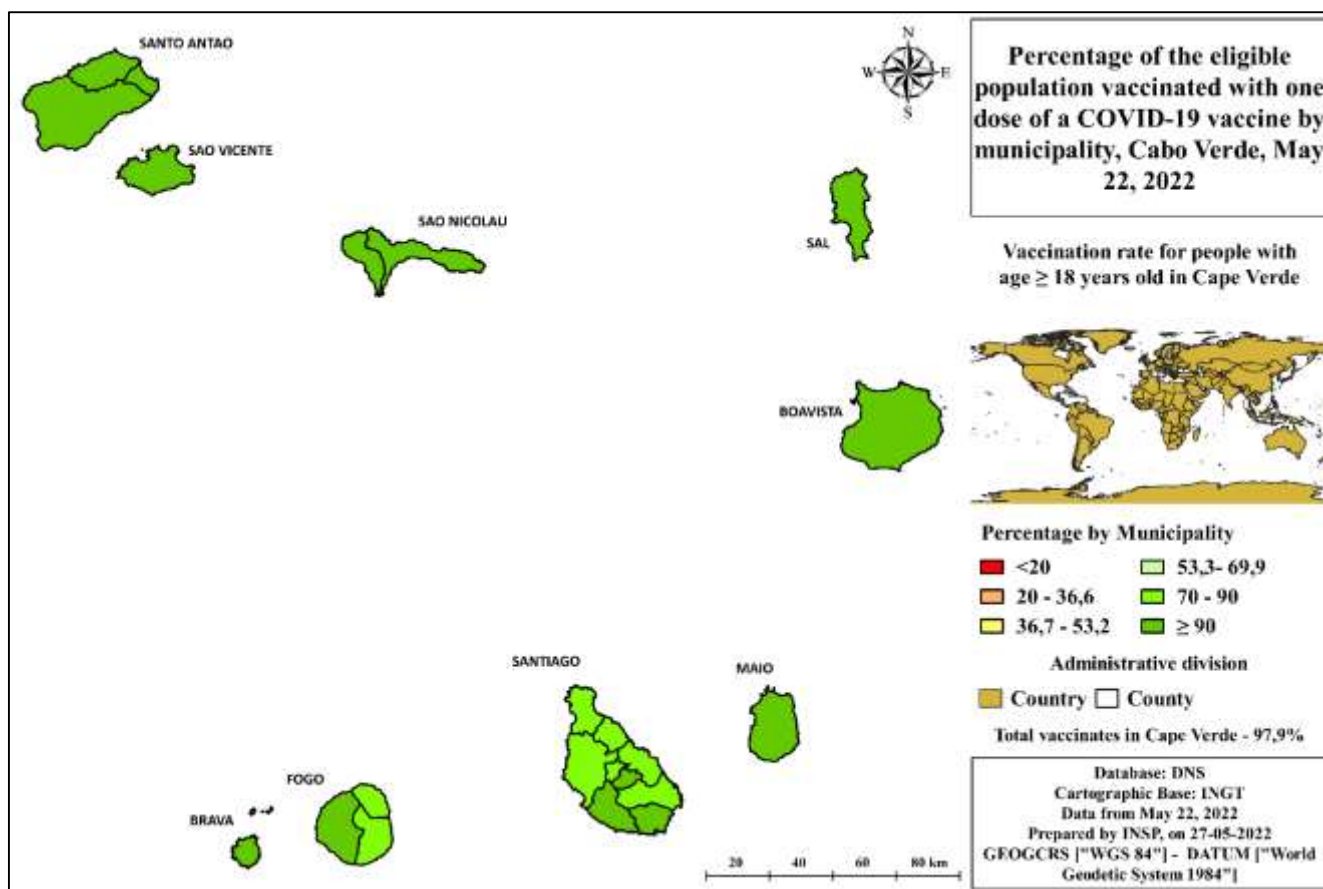 SANTO ANTAO
SAO VICENTE
SAO NICOLAU
SAL
BOAVISTA
SANTIAGO
MAIO
FOGO
BRAVA
N
W
E
S
20 40 60 80 km
Percentage of the eligible
population vaccinated with one
dose of a COVID-19 vaccine by
municipality, Cabo Verde, May
22, 2022
Vaccination rate for people with
age ≥ 18 years old in Cape Verde
Percentage by Municipality
<20
20 - 36,6
36,7 - 53,2
53,3- 69,9
70 - 90
≥ 90
Administrative division
Country County
Total vaccinates in Cape Verde - 97,9%
Database: DNS
Cartographic Base: INGT
Data from May 22, 2022
Prepared by INSP, on 27-05-2022
GEOGCRS ["WGS 84"] - DATUM ["World
Geodetic System 1984"]